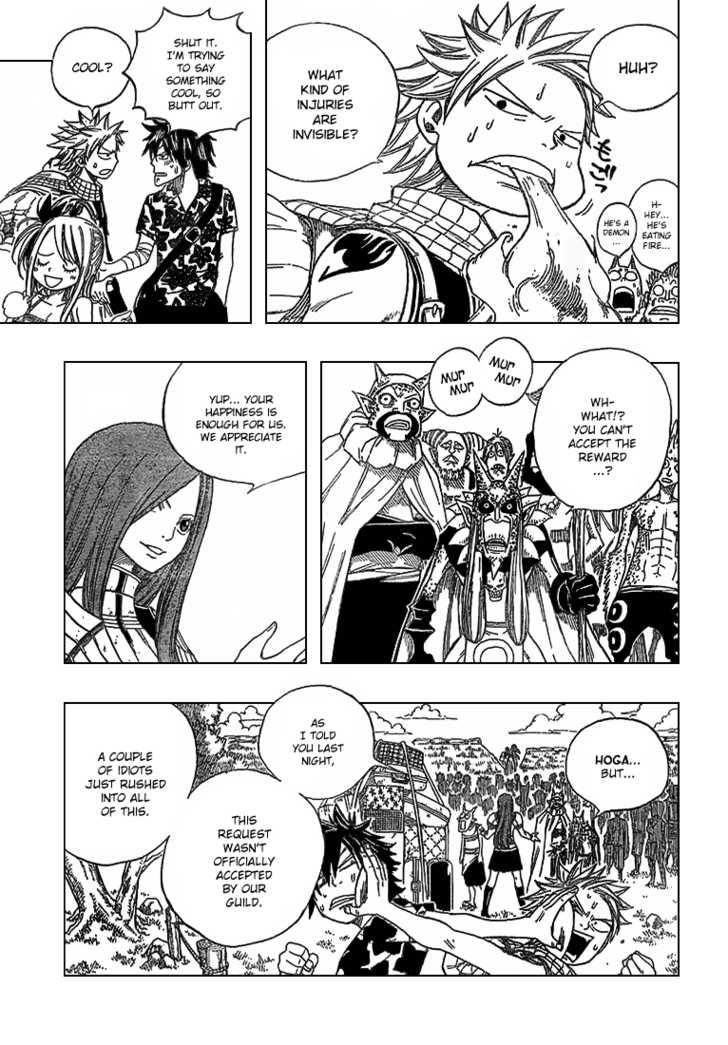 HUH?
WHAT
KIND OF
INJURIES
ARE
INVISIBLE?
もごっ
H-
HEY...
HE'S
EATING
FIRE...
HE'S A
DEMON
...
SHUT IT.
I'M TRYING
TO SAY
SOMETHING
COOL, SO
BUTT OUT.
COOL?
WH-
WHAT!?
YOU CAN'T
ACCEPT THE
REWARD
...?
MUR
MUR
MUR
MUR
YUP... YOUR
HAPPINESS IS
ENOUGH FOR US.
WE APPRECIATE
IT.
HOGA...
BUT...
AS
I TOLD
YOU LAST
NIGHT,
THIS
REQUEST
WASN'T
OFFICIALLY
ACCEPTED
BY OUR
GUILD.
A COUPLE
OF IDIOTS
JUST RUSHED
INTO ALL
OF THIS.